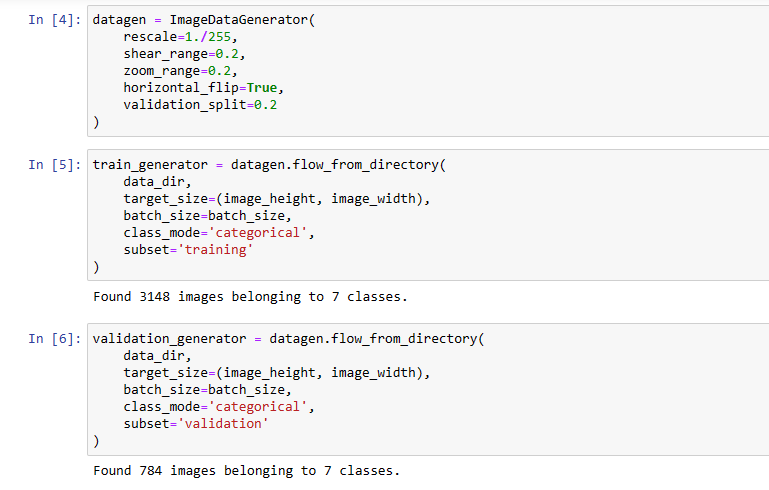 In [4]: datagen = ImageDataGenerator(
    rescale=1./255,
    shear_range=0.2,
    zoom_range=0.2,
    horizontal_flip=True,
    validation_split=0.2
)
In [5]: train_generator = datagen.flow_from_directory(
    data_dir,
    target_size=(image_height, image_width),
    batch_size=batch_size,
    class_mode='categorical',
    subset='training'
)
Found 3148 images belonging to 7 classes.
In [6]: validation_generator = datagen.flow_from_directory(
    data_dir,
    target_size=(image_height, image_width),
    batch_size=batch_size,
    class_mode='categorical',
    subset='validation'
)
Found 784 images belonging to 7 classes.